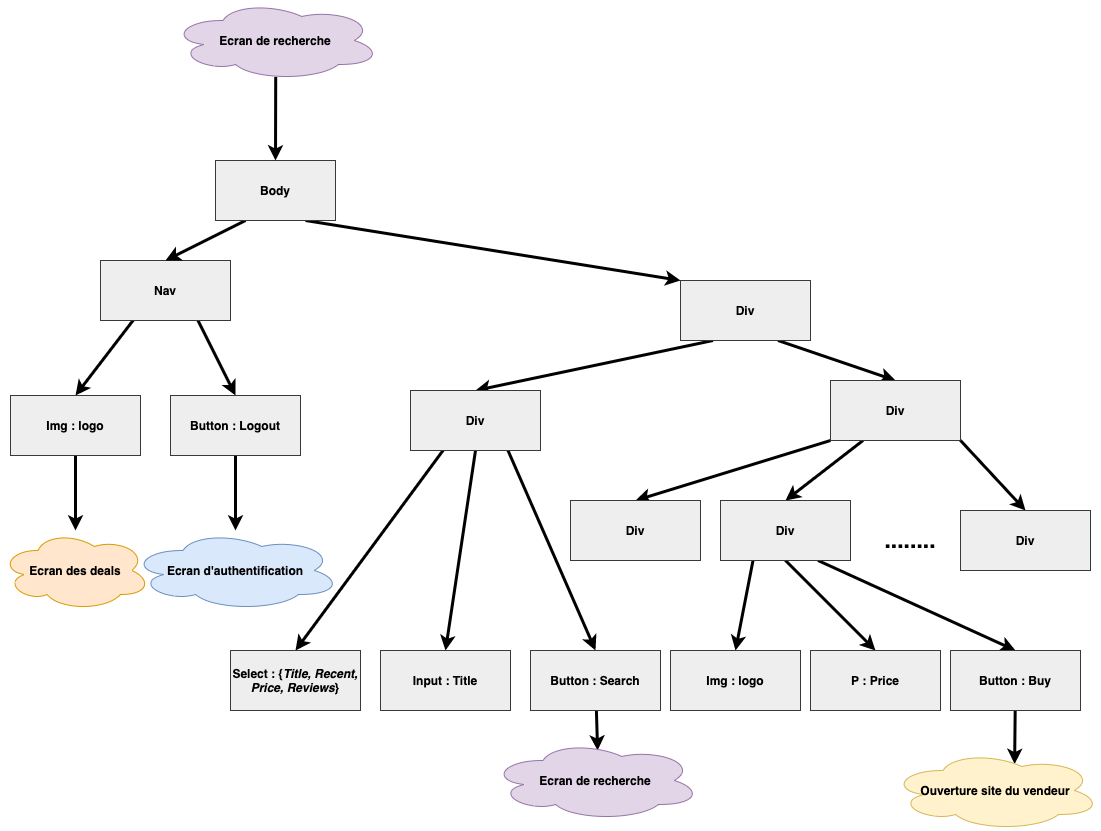 Ecran de recherche
Body
Nav
Div
Img : logo
Button : Logout
Div
Div
Ecran des deals
Ecran d'authentification
Div
Div
........
Div
Select : {Title, Recent,
Price, Reviews}
Input : Title
Button : Search
Img : logo
P : Price
Button : Buy
Ecran de recherche
Ouverture site du vendeur